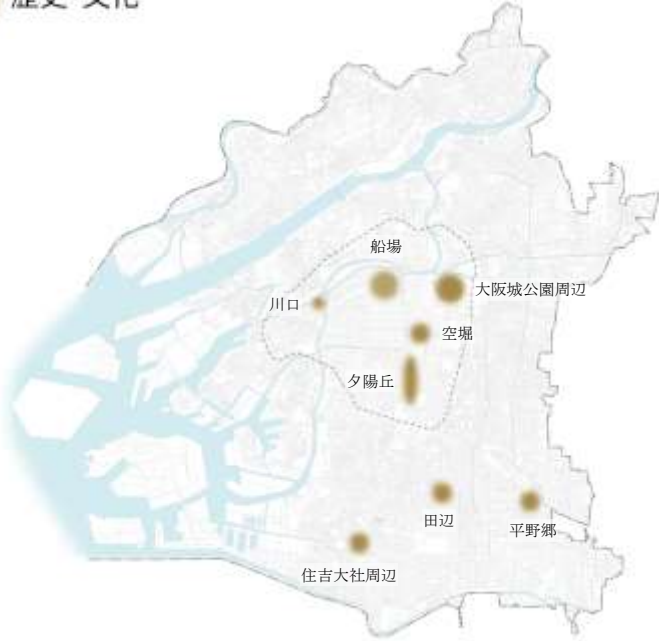 歴史・文化
船場
大阪城公園周辺
川口
空堀
夕陽丘
田辺
平野郷
住吉大社周辺